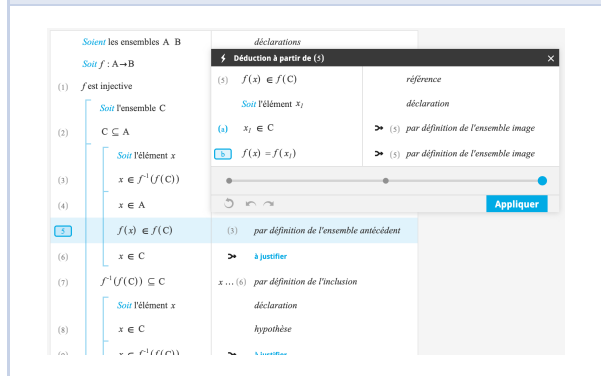 Soient les ensembles A B déclarations
Soit f : A→B
(1) f est injective
Soit l'ensemble C
(2) C ⊆ A
Soit l'élément x
(3) x ∈ f⁻¹(f(C))
(4) x ∈ A
5 f(x) ∈ f(C) (3) par définition de l'ensemble antécédent
(6) x ∈ C à justifier
(7) f⁻¹(f(C)) ⊆ C x … (6) par définition de l'inclusion
Soit l'élément x déclaration
(8) x ∈ C hypothèse
(9) x ∈ f⁻¹(f(C)) à justifier
Déduction à partir de (5) ×
(5) f(x) ∈ f(C) référence
Soit l'élément x₁ déclaration
(a) x₁ ∈ C (5) par définition de l'ensemble image
b f(x) = f(x₁) (5) par définition de l'ensemble image
Appliquer